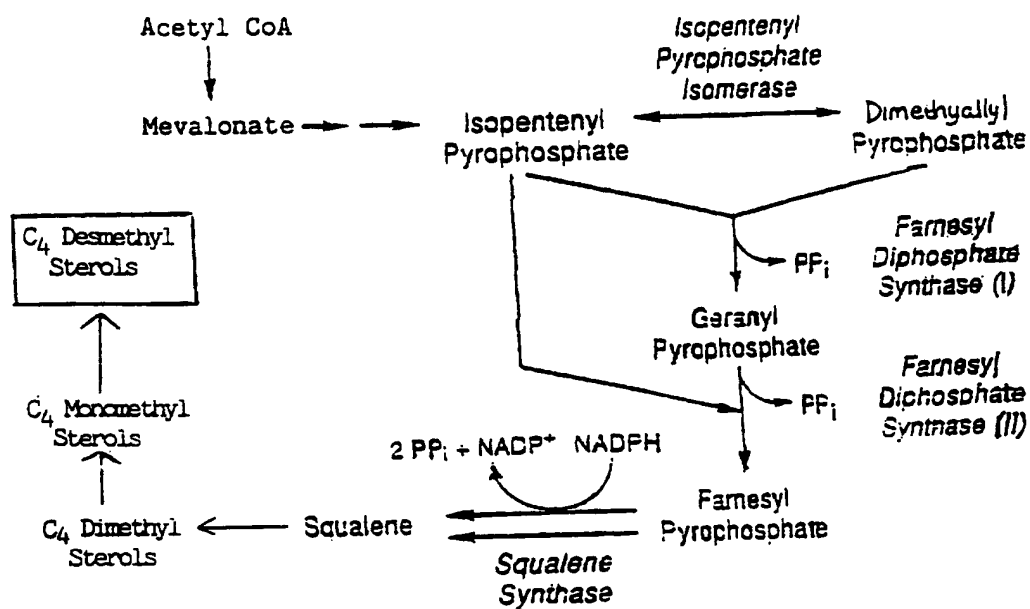 Acetyl CoA
Mevalonate
Isopentenyl
Pyrophosphate
Isopentenyl
Pyrophosphate
Isomerase
Dimethyallyl
Pyrophosphate
PPi
Farnesyl
Diphosphate
Synthase (I)
Geranyl
Pyrophosphate
PPi
Farnesyl
Diphosphate
Synthase (II)
Farnesyl
Pyrophosphate
2 PPi + NADP+ NADPH
Squalene
Synthase
Squalene
C4 Dimethyl
Sterols
C4 Monomethyl
Sterols
C4 Desmethyl
Sterols